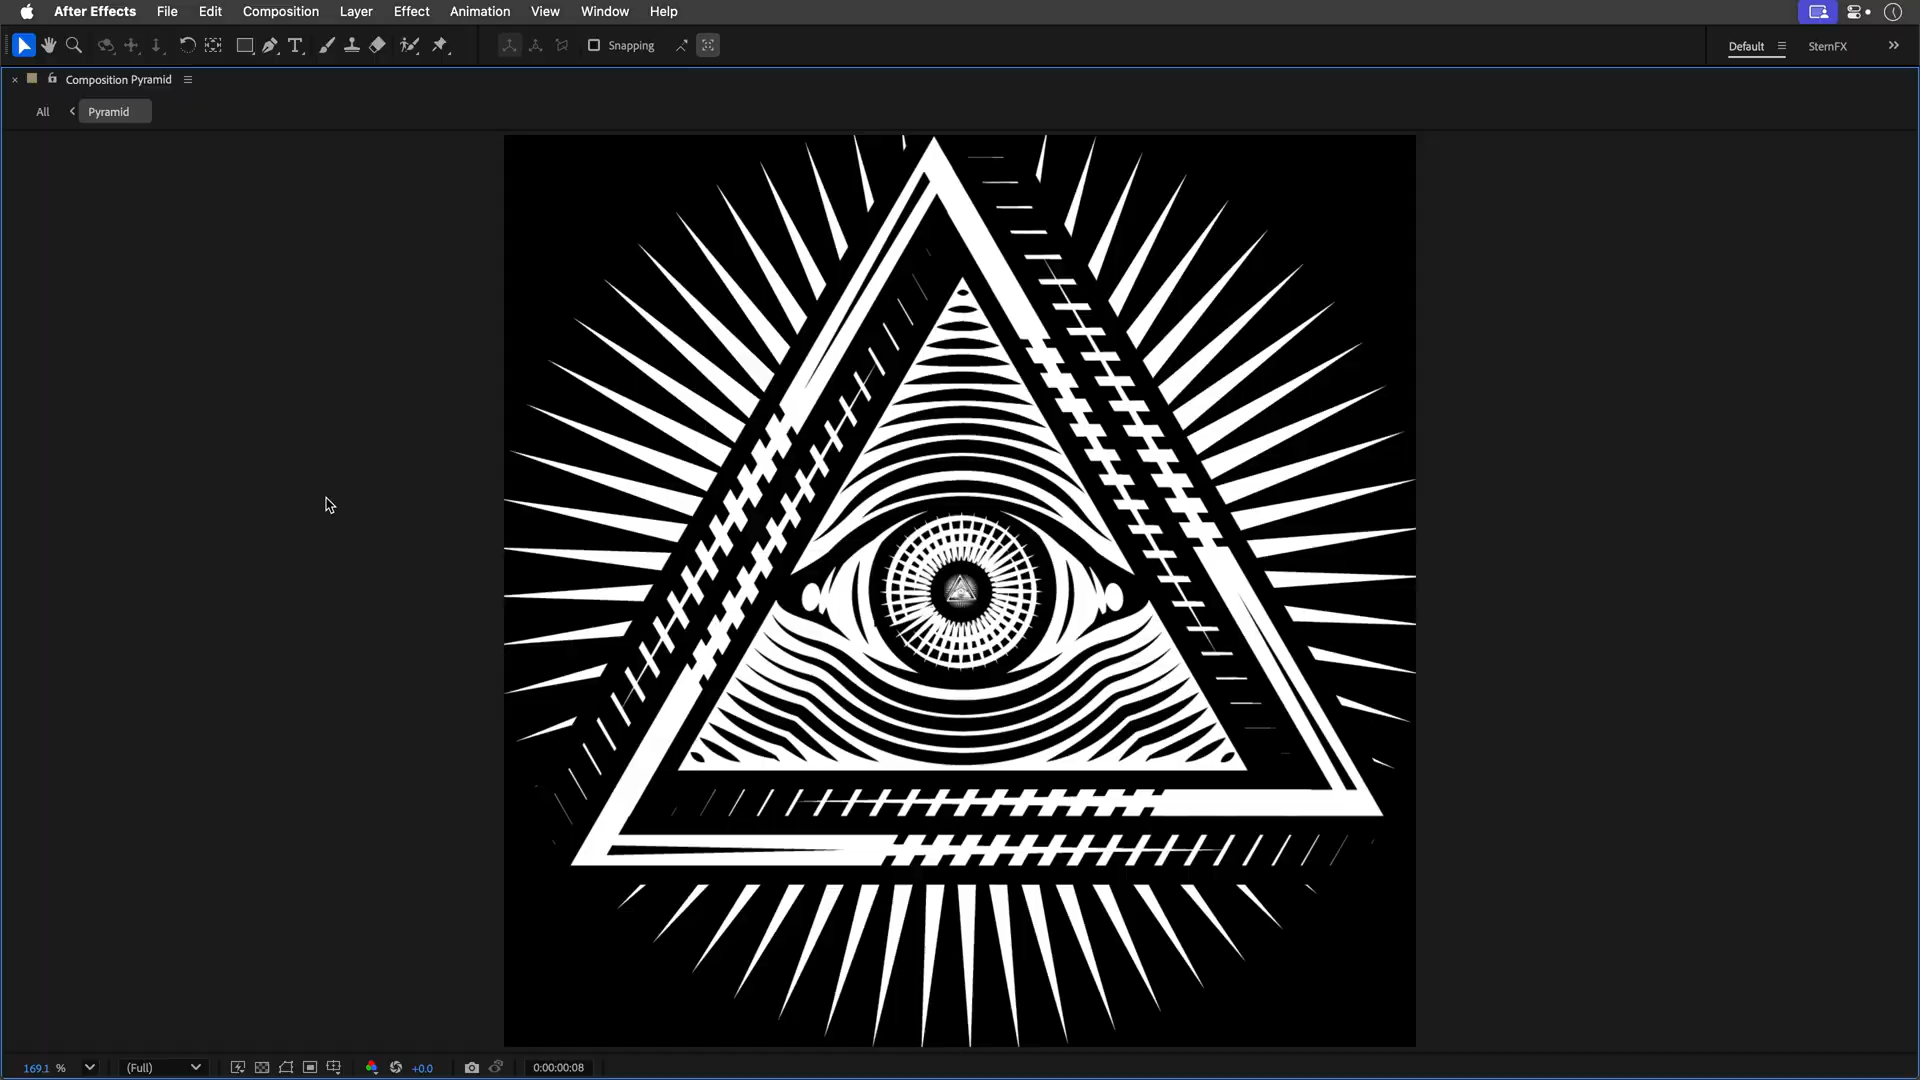 After Effects File Edit Composition Layer Effect Animation View Window Help
Snapping Default SternFX
Composition Pyramid
All Pyramid
169.1 % (Full) +0.0 0:00:00:08